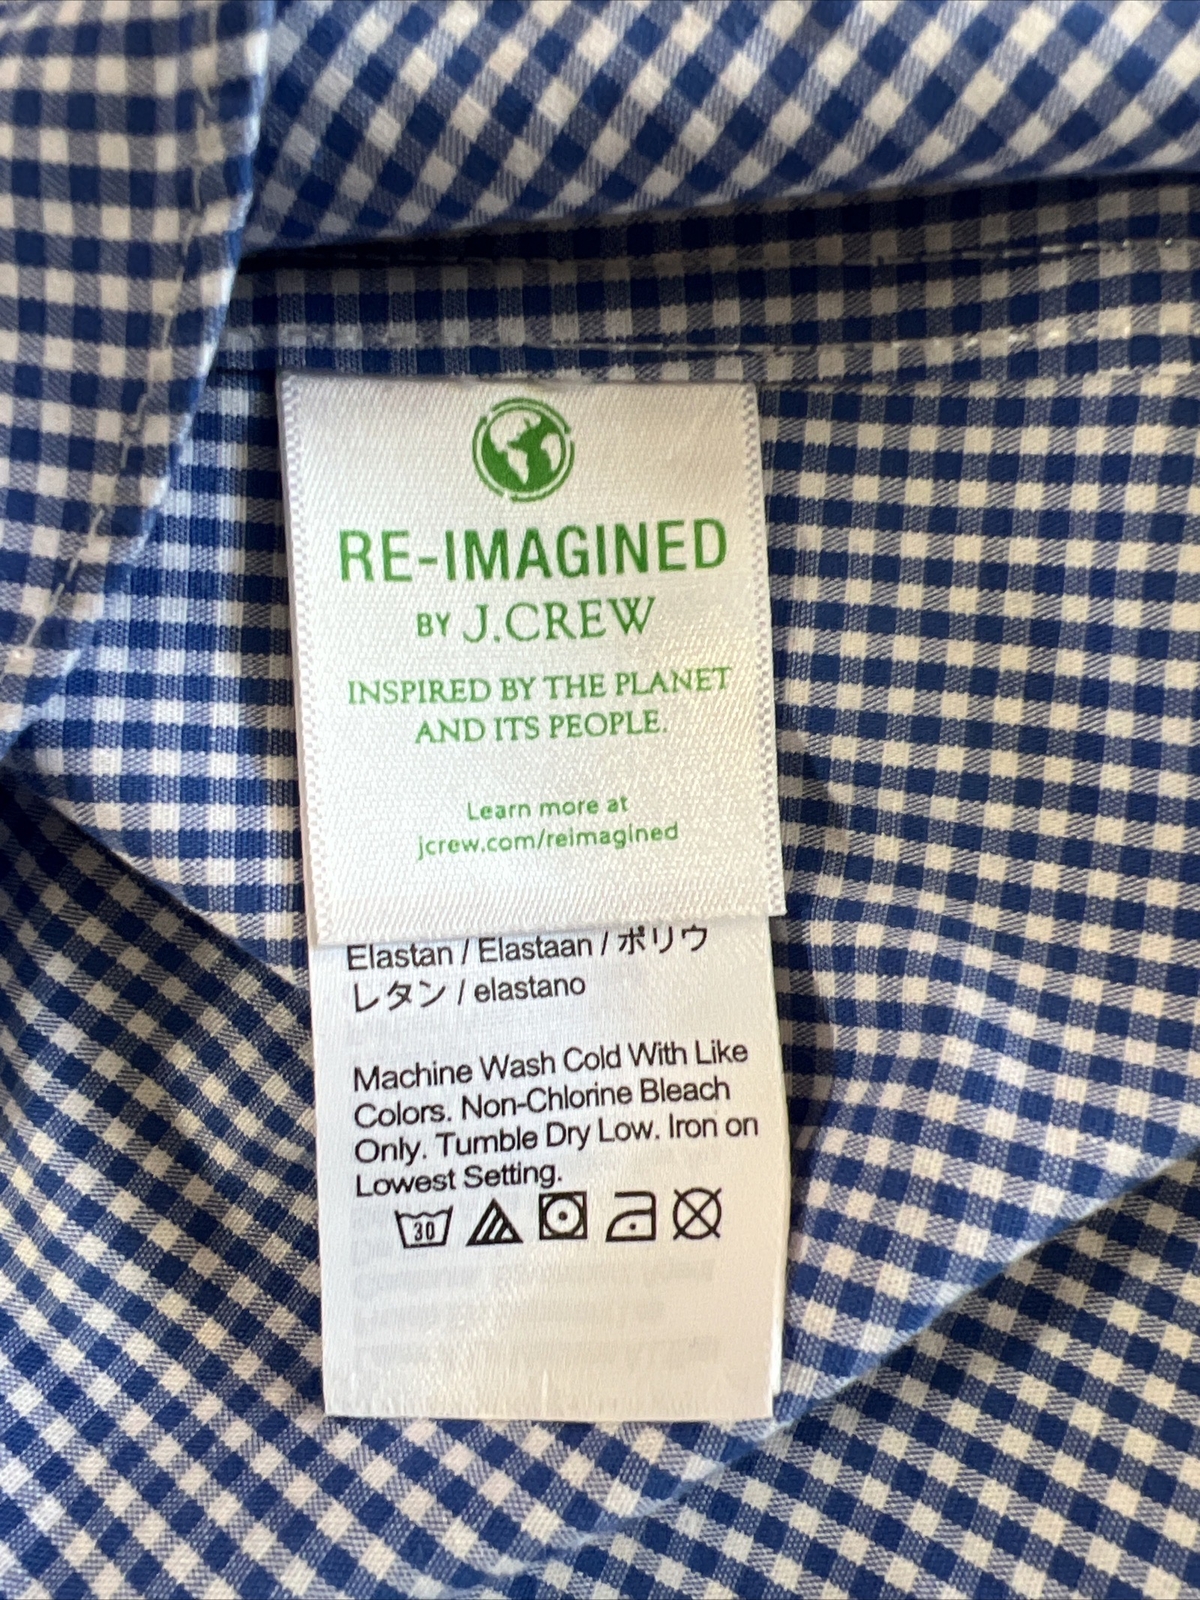 RE-IMAGINED
BY J.CREW
INSPIRED BY THE PLANET
AND ITS PEOPLE.
Learn more at
jcrew.com/reimagined
Elastan / Elastaan / ポリウ
レタン / elastano
Machine Wash Cold With Like
Colors. Non-Chlorine Bleach
Only. Tumble Dry Low. Iron on
Lowest Setting.
30